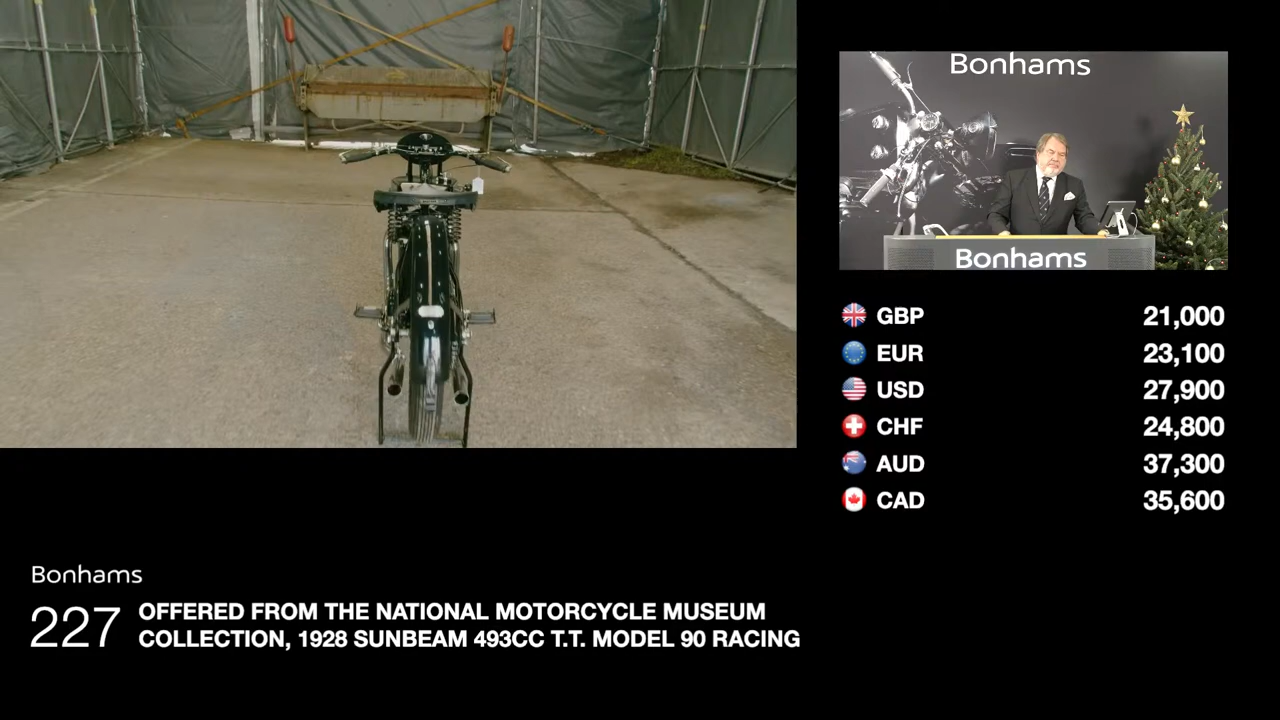 Bonhams
Bonhams
GBP 21,000
EUR 23,100
USD 27,900
CHF 24,800
AUD 37,300
CAD 35,600
Bonhams
227
OFFERED FROM THE NATIONAL MOTORCYCLE MUSEUM
COLLECTION, 1928 SUNBEAM 493CC T.T. MODEL 90 RACING